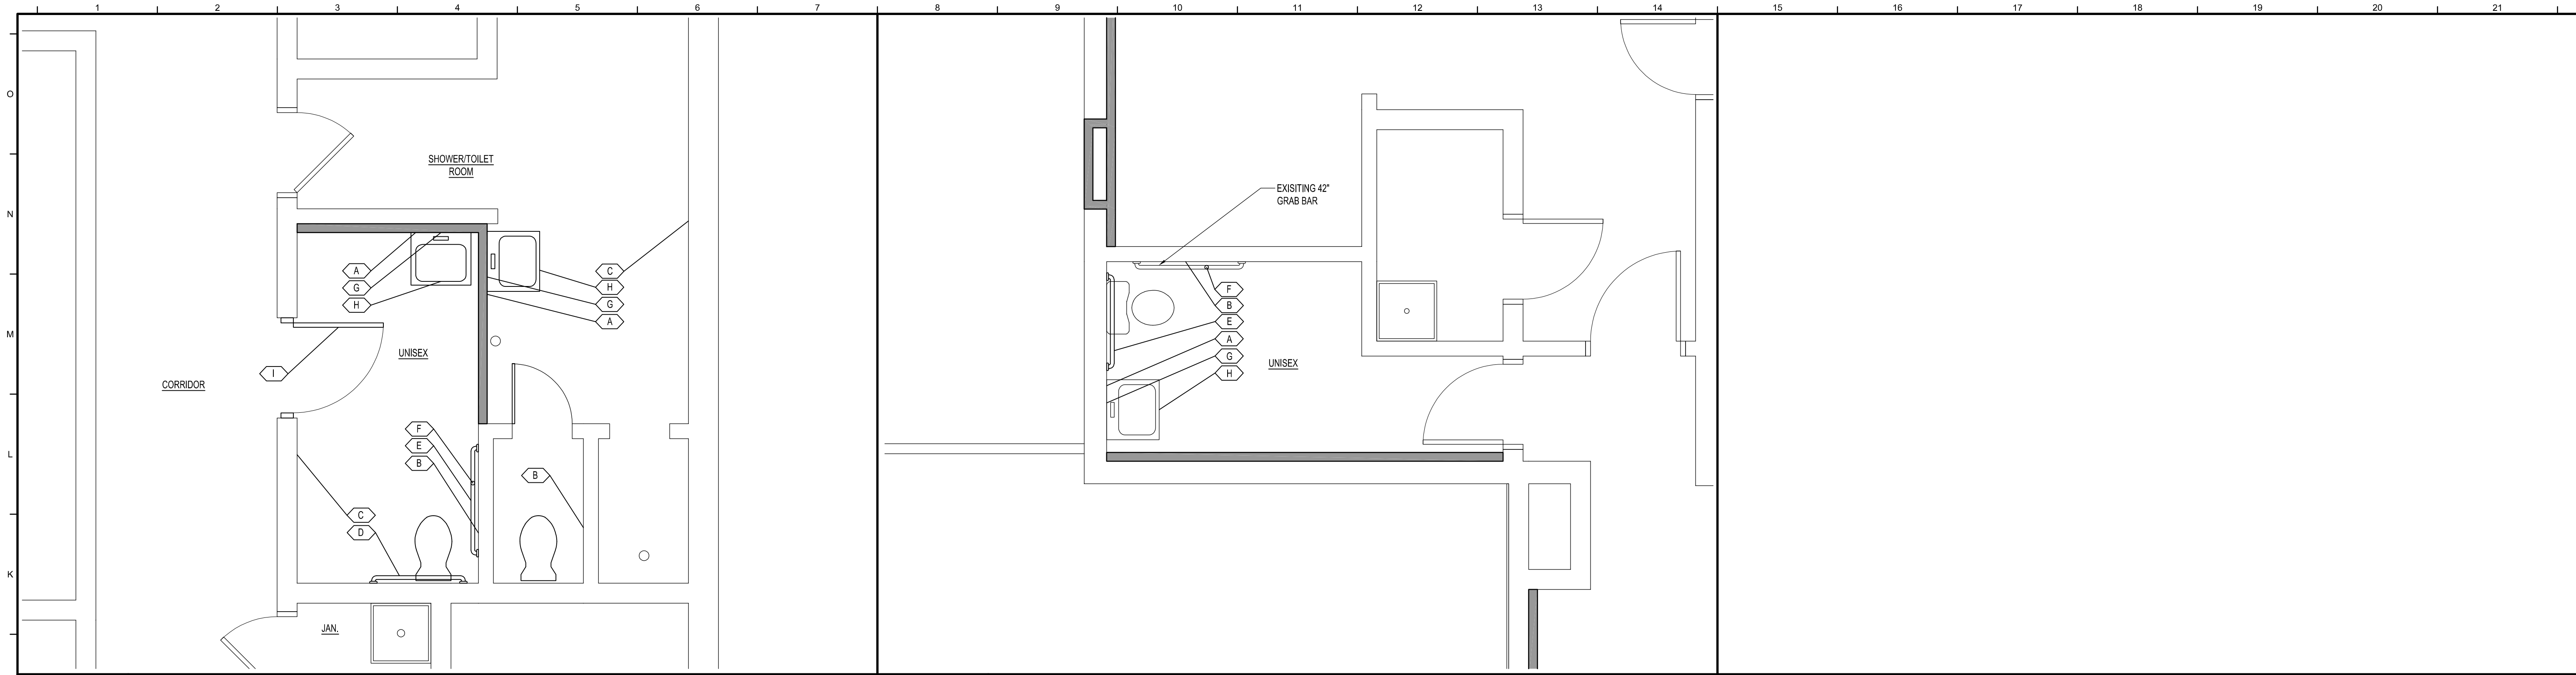 1 2 3 4 5 6 7 8 9 10 11 12 13 14 15 16 17 18 19 20 21
O
N
M
L
K
SHOWER/TOILET
ROOM
A
G
H
C
H
G
A
UNISEX
I
CORRIDOR
F
E
B
B
C
D
JAN.
EXISITING 42"
GRAB BAR
F
B
E
A
G
H
UNISEX